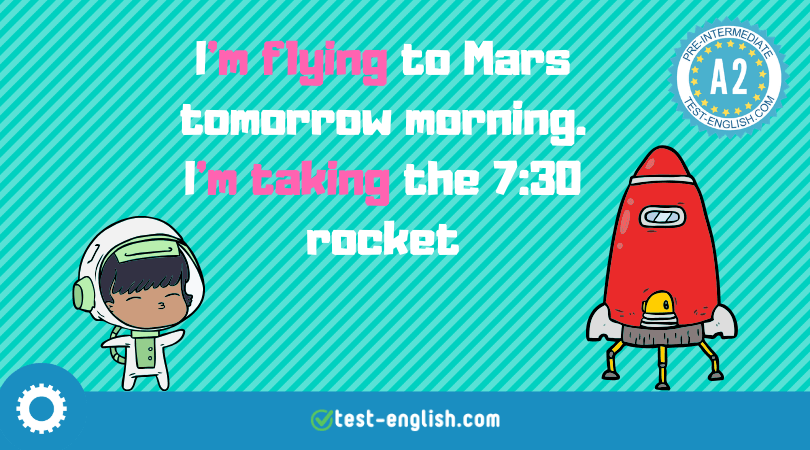 I'm flying to Mars
tomorrow morning.
I'm taking the 7:30
rocket
PRE-INTERMEDIATE
A2
TEST-ENGLISH.COM
test-english.com